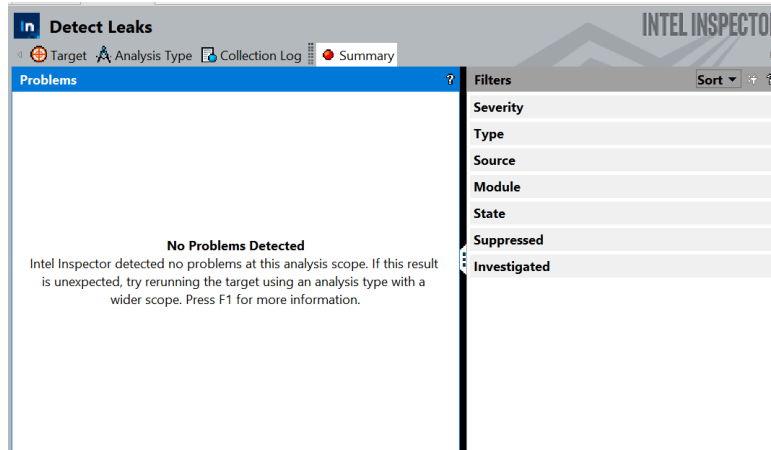 In Detect Leaks
INTEL INSPECTO
Target Analysis Type Collection Log Summary
Problems ?
Filters Sort
Severity
Type
Source
Module
State
Suppressed
Investigated
No Problems Detected
Intel Inspector detected no problems at this analysis scope. If this result
is unexpected, try rerunning the target using an analysis type with a
wider scope. Press F1 for more information.